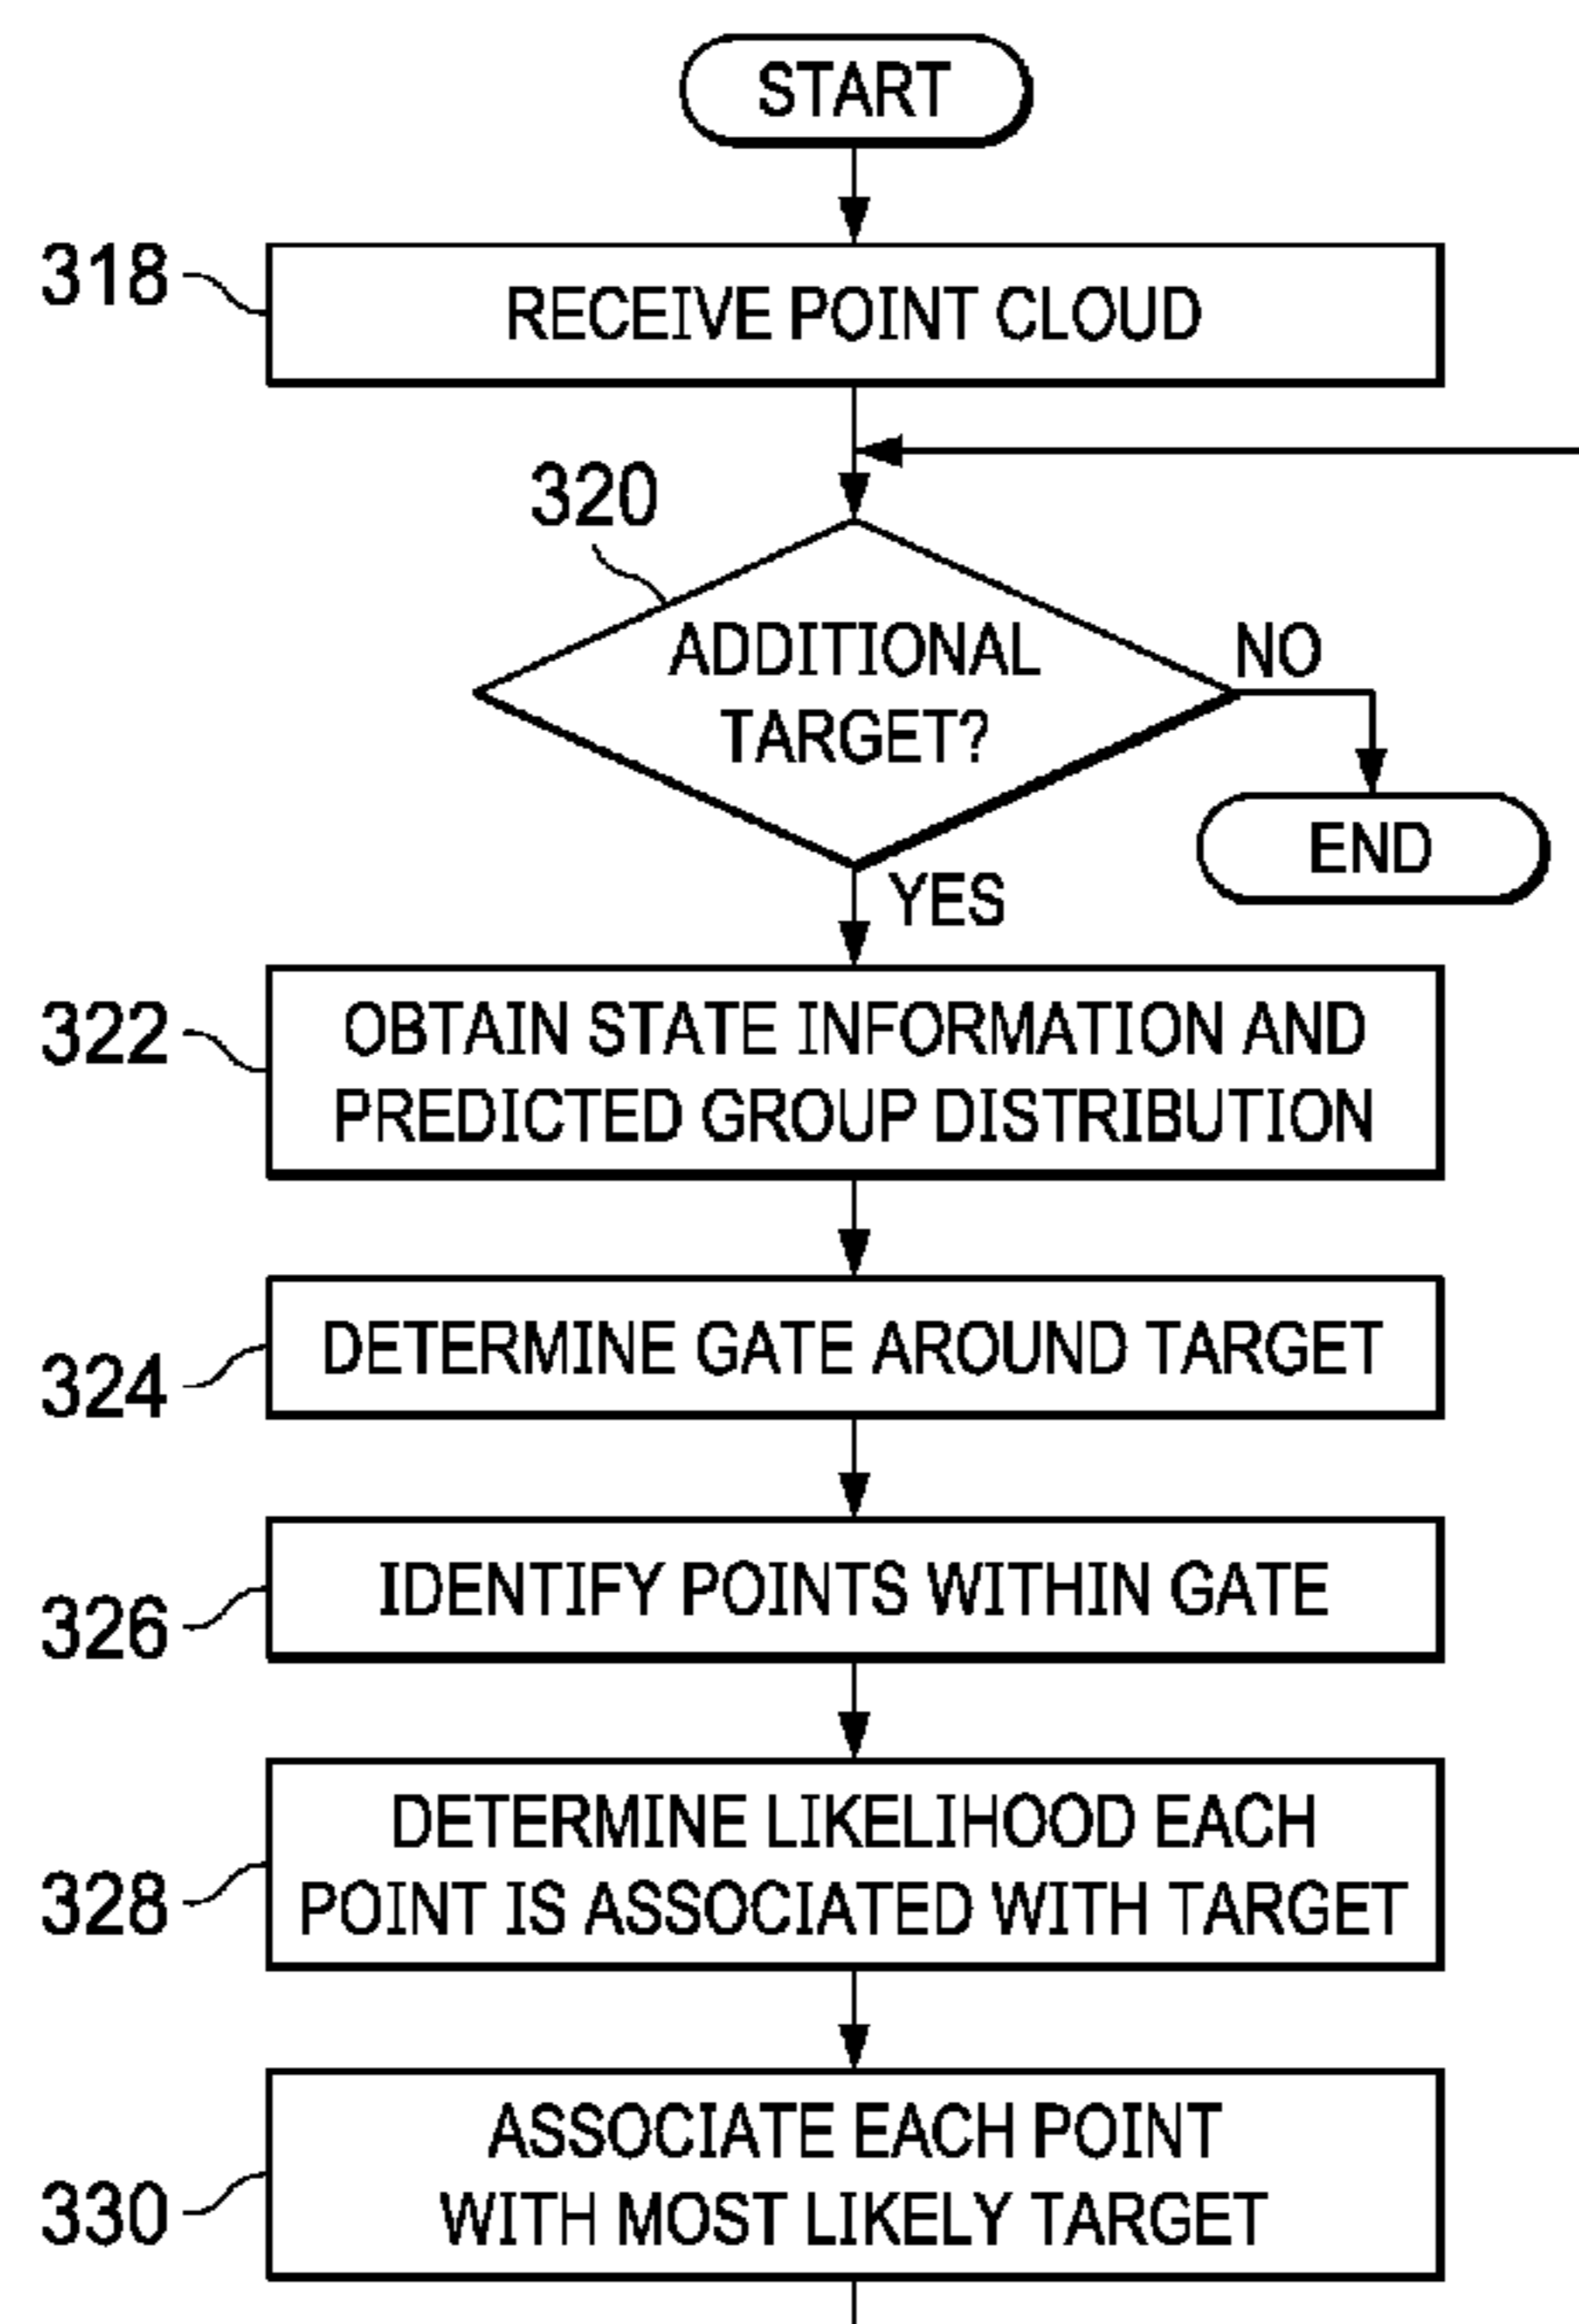 START
318
RECEIVE POINT CLOUD
320
ADDITIONAL
TARGET?
NO
END
YES
322
OBTAIN STATE INFORMATION AND
PREDICTED GROUP DISTRIBUTION
324
DETERMINE GATE AROUND TARGET
326
IDENTIFY POINTS WITHIN GATE
328
DETERMINE LIKELIHOOD EACH
POINT IS ASSOCIATED WITH TARGET
330
ASSOCIATE EACH POINT
WITH MOST LIKELY TARGET